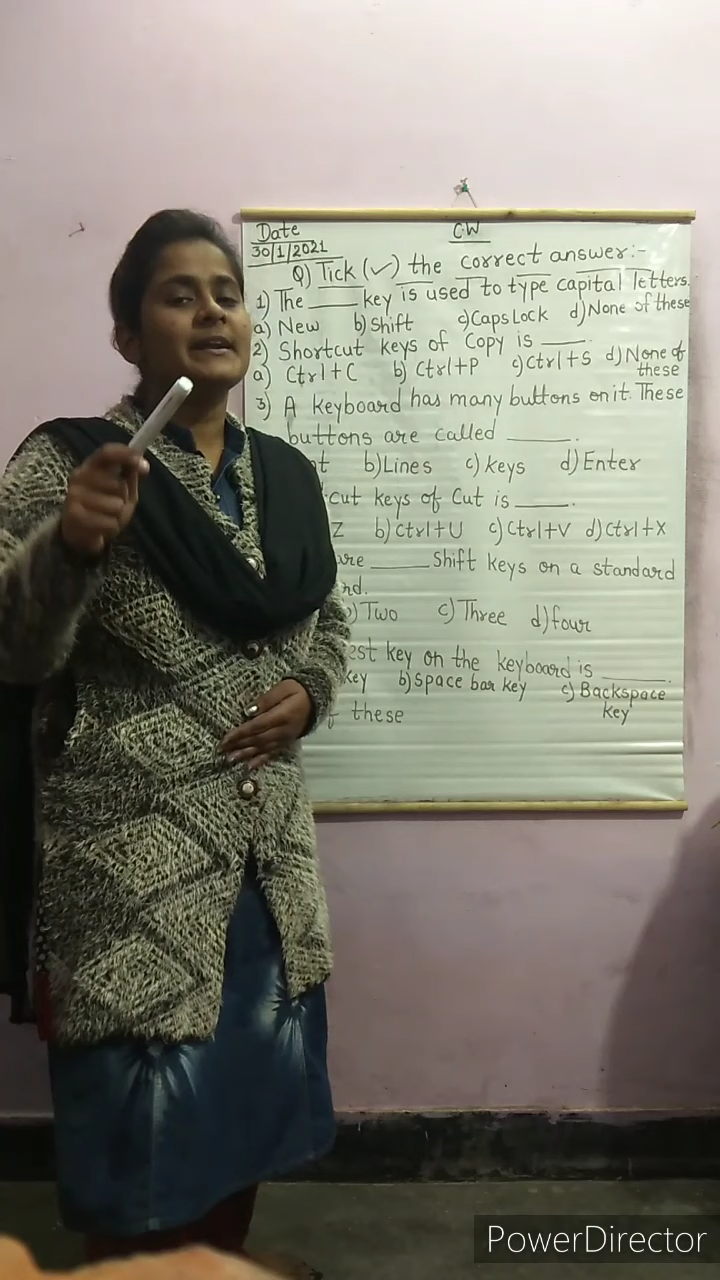 Date
CW
30/1/2021
Q) Tick (✓) the correct answer:-
1) The ____ key is used to type capital letters.
a) New b) Shift c) Caps Lock d) None of these
2) Shortcut keys of Copy is ____.
a) Ctrl+C b) Ctrl+P c) Ctrl+S d) None of these
3) A keyboard has many buttons on it. These
buttons are called ____.
b) Lines c) keys d) Enter
cut keys of Cut is ____.
Z b) Ctrl+U c) Ctrl+V d) Ctrl+X
are ____ Shift keys on a standard
b) Two c) Three d) four
est key on the keyboard is ____.
key b) Space bar key c) Backspace key
these
PowerDirector